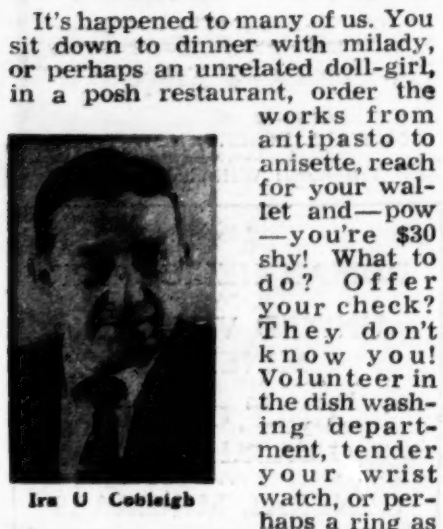 It's happened to many of us. You
sit down to dinner with milady,
or perhaps an unrelated doll-girl,
in a posh restaurant, order the
works from
antipasto to
anisette, reach
for your wal-
let and—pow
—you're $30
shy! What to
do? Offer
your check?
They don't
know you!
Volunteer in
the dish wash-
ing depart-
ment, tender
your wrist
watch, or per-
haps a ring as
Ira U Cobleigh